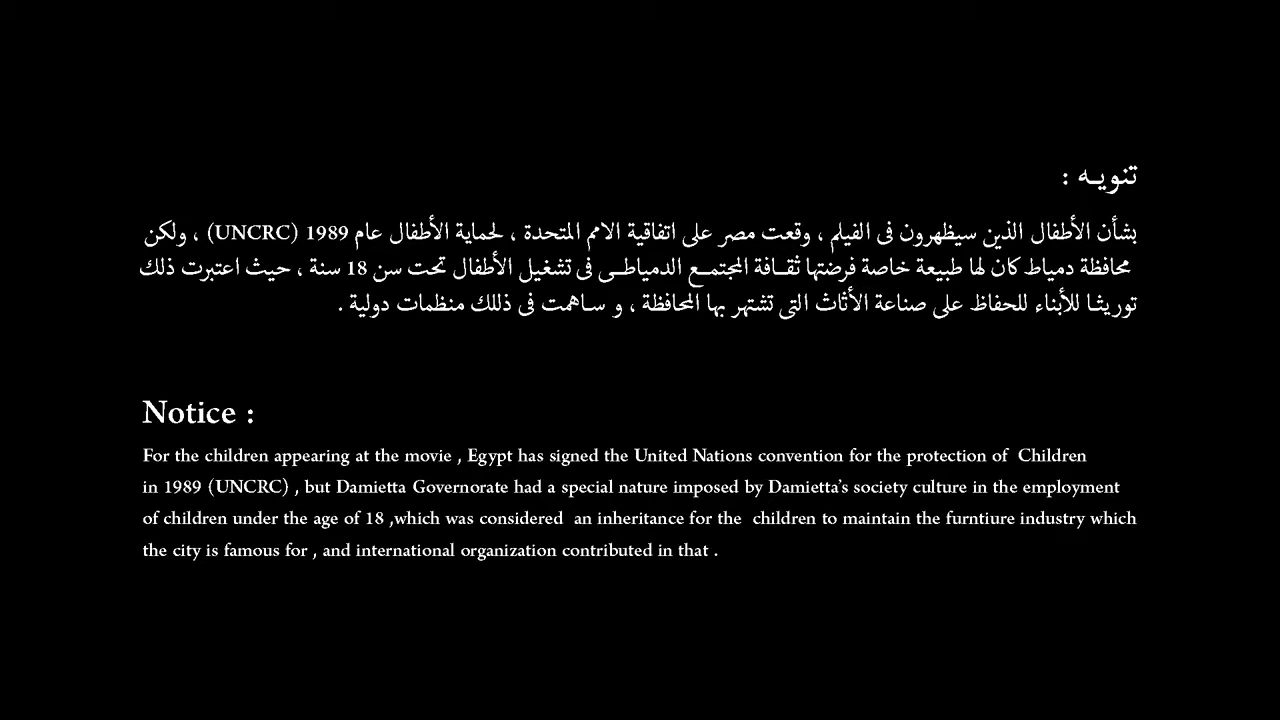 تنويـه :
بشأن الأطفال الذين سيظهرون فى الفيلم ، وقعت مصر على اتفاقية الامم المتحدة ، لحماية الأطفال عام 1989 (UNCRC) ، ولكن
محافظة دمياط كان لها طبيعة خاصة فرضتها ثقـافة المجتمـع الدمياطـى فى تشغيل الأطفال تحت سن 18 سنة ، حيث اعتبرت ذلك
توريثـا للأبناء للحفاظ على صناعة الأثاث التى تشتهر بها المحافظة ، و سـاهمت فى ذللك منظمات دولية .
Notice :
For the children appearing at the movie , Egypt has signed the United Nations convention for the protection of Children
in 1989 (UNCRC) , but Damietta Governorate had a special nature imposed by Damietta's society culture in the employment
of children under the age of 18 ,which was considered an inheritance for the children to maintain the furntiure industry which
the city is famous for , and international organization contributed in that .